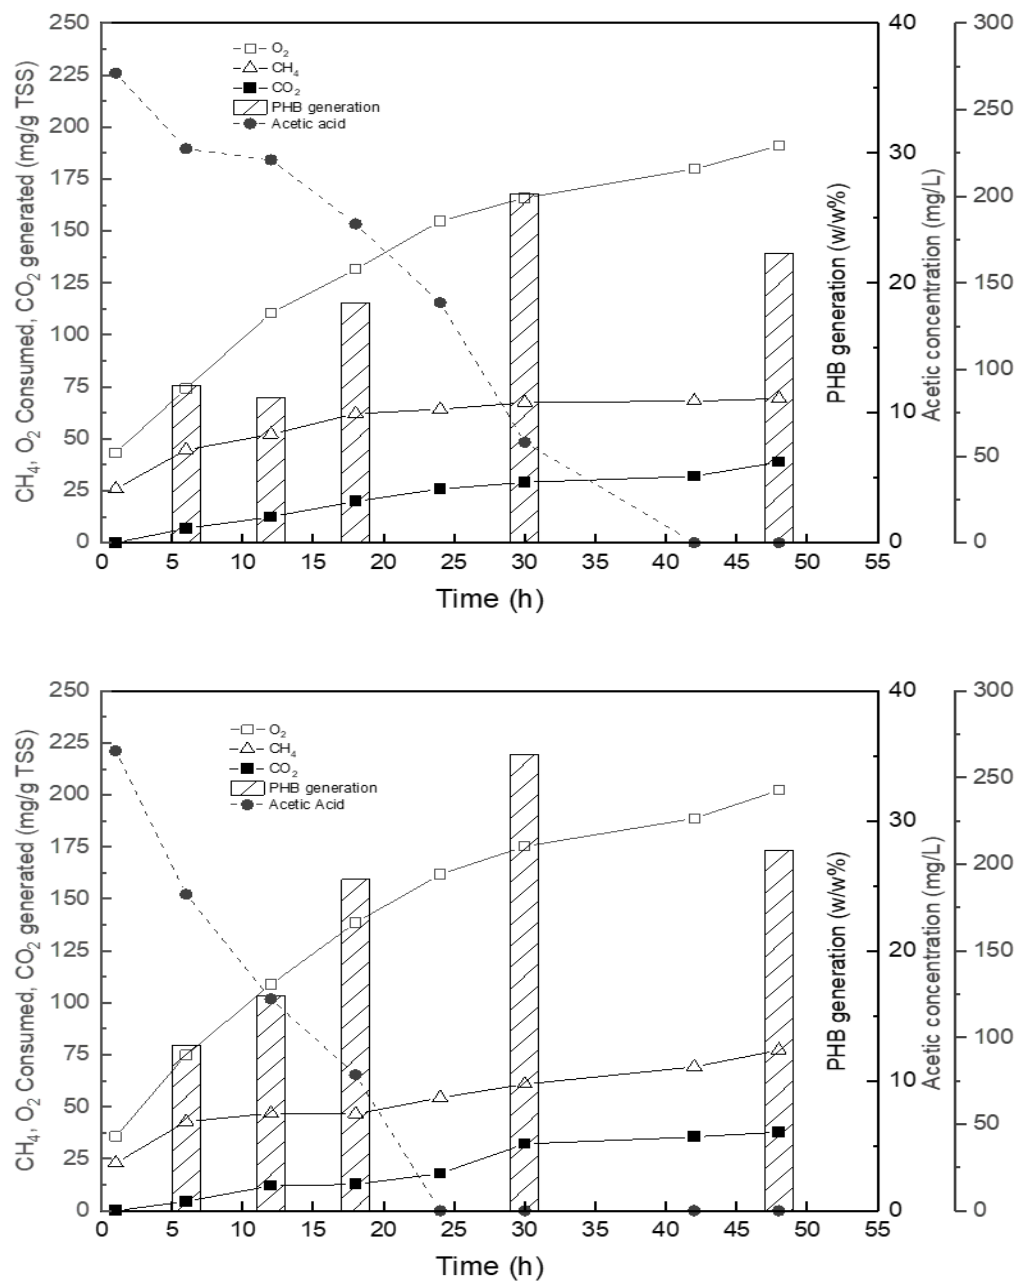 250
225
200
175
150
125
100
75
50
25
0
CH₄, O₂ Consumed, CO₂ generated (mg/g TSS)
O₂
CH₄
CO₂
PHB generation
Acetic acid
40
30
20
10
0
PHB generation (w/w%)
300
250
200
150
100
50
0
Acetic concentration (mg/L)
0 5 10 15 20 25 30 35 40 45 50 55
Time (h)
250
225
200
175
150
125
100
75
50
25
0
CH₄, O₂ Consumed, CO₂ generated (mg/g TSS)
O₂
CH₄
CO₂
PHB generation
Acetic Acid
40
30
20
10
0
PHB generation (w/w%)
300
250
200
150
100
50
0
Acetic concentration (mg/L)
0 5 10 15 20 25 30 35 40 45 50 55
Time (h)